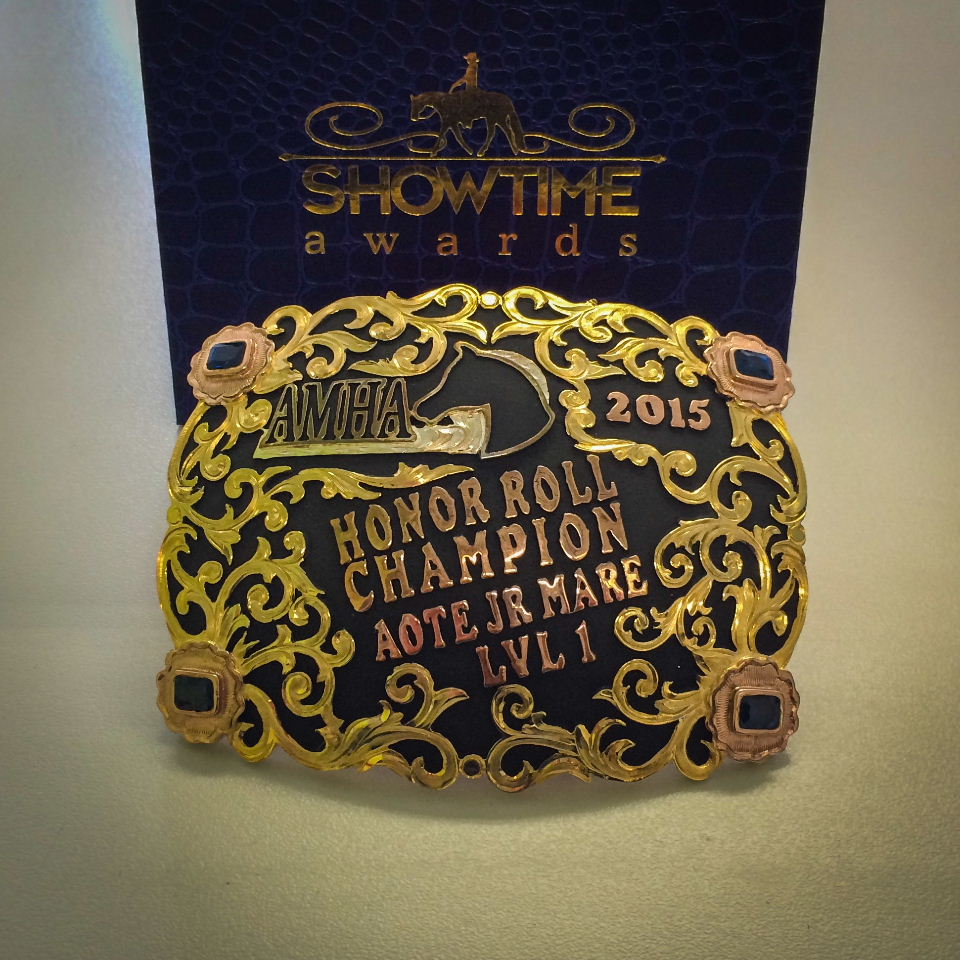 SHOWTIME
awards
AMHA
2015
HONOR ROLL
CHAMPION
AOTE JR MARE
LVL 1